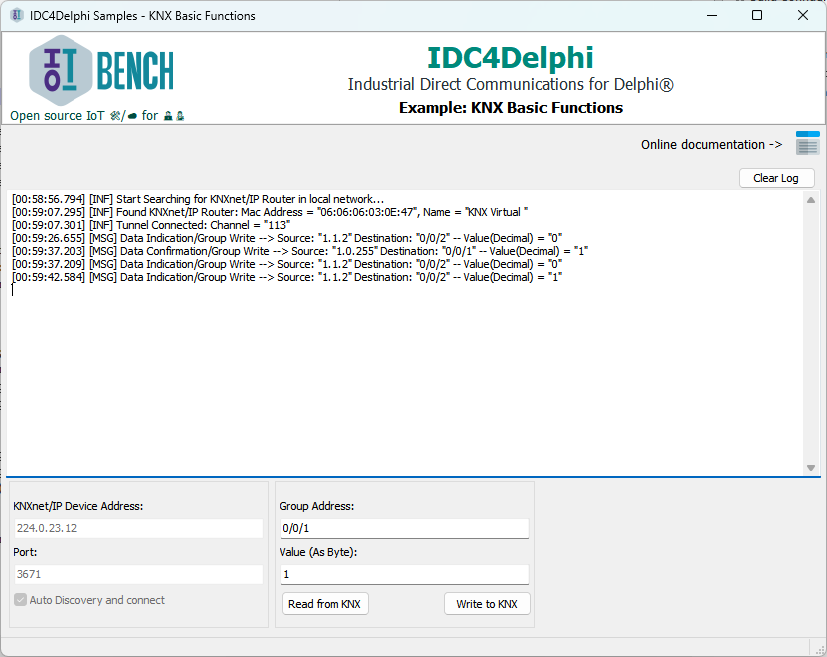 IDC4Delphi Samples - KNX Basic Functions
IOT BENCH
Open source IoT / for
IDC4Delphi
Industrial Direct Communications for Delphi®
Example: KNX Basic Functions
Online documentation ->
Clear Log
[00:58:56.794] [INF] Start Searching for KNXnet/IP Router in local network...
[00:59:07.295] [INF] Found KNXnet/IP Router: Mac Address = "06:06:06:03:0E:47", Name = "KNX Virtual "
[00:59:07.301] [INF] Tunnel Connected: Channel = "113"
[00:59:26.655] [MSG] Data Indication/Group Write --> Source: "1.1.2" Destination: "0/0/2" -- Value(Decimal) = "0"
[00:59:37.203] [MSG] Data Confirmation/Group Write --> Source: "1.0.255" Destination: "0/0/1" -- Value(Decimal) = "1"
[00:59:37.209] [MSG] Data Indication/Group Write --> Source: "1.1.2" Destination: "0/0/2" -- Value(Decimal) = "0"
[00:59:42.584] [MSG] Data Indication/Group Write --> Source: "1.1.2" Destination: "0/0/2" -- Value(Decimal) = "1"
KNXnet/IP Device Address:
224.0.23.12
Port:
3671
Auto Discovery and connect
Group Address:
0/0/1
Value (As Byte):
1
Read from KNX
Write to KNX